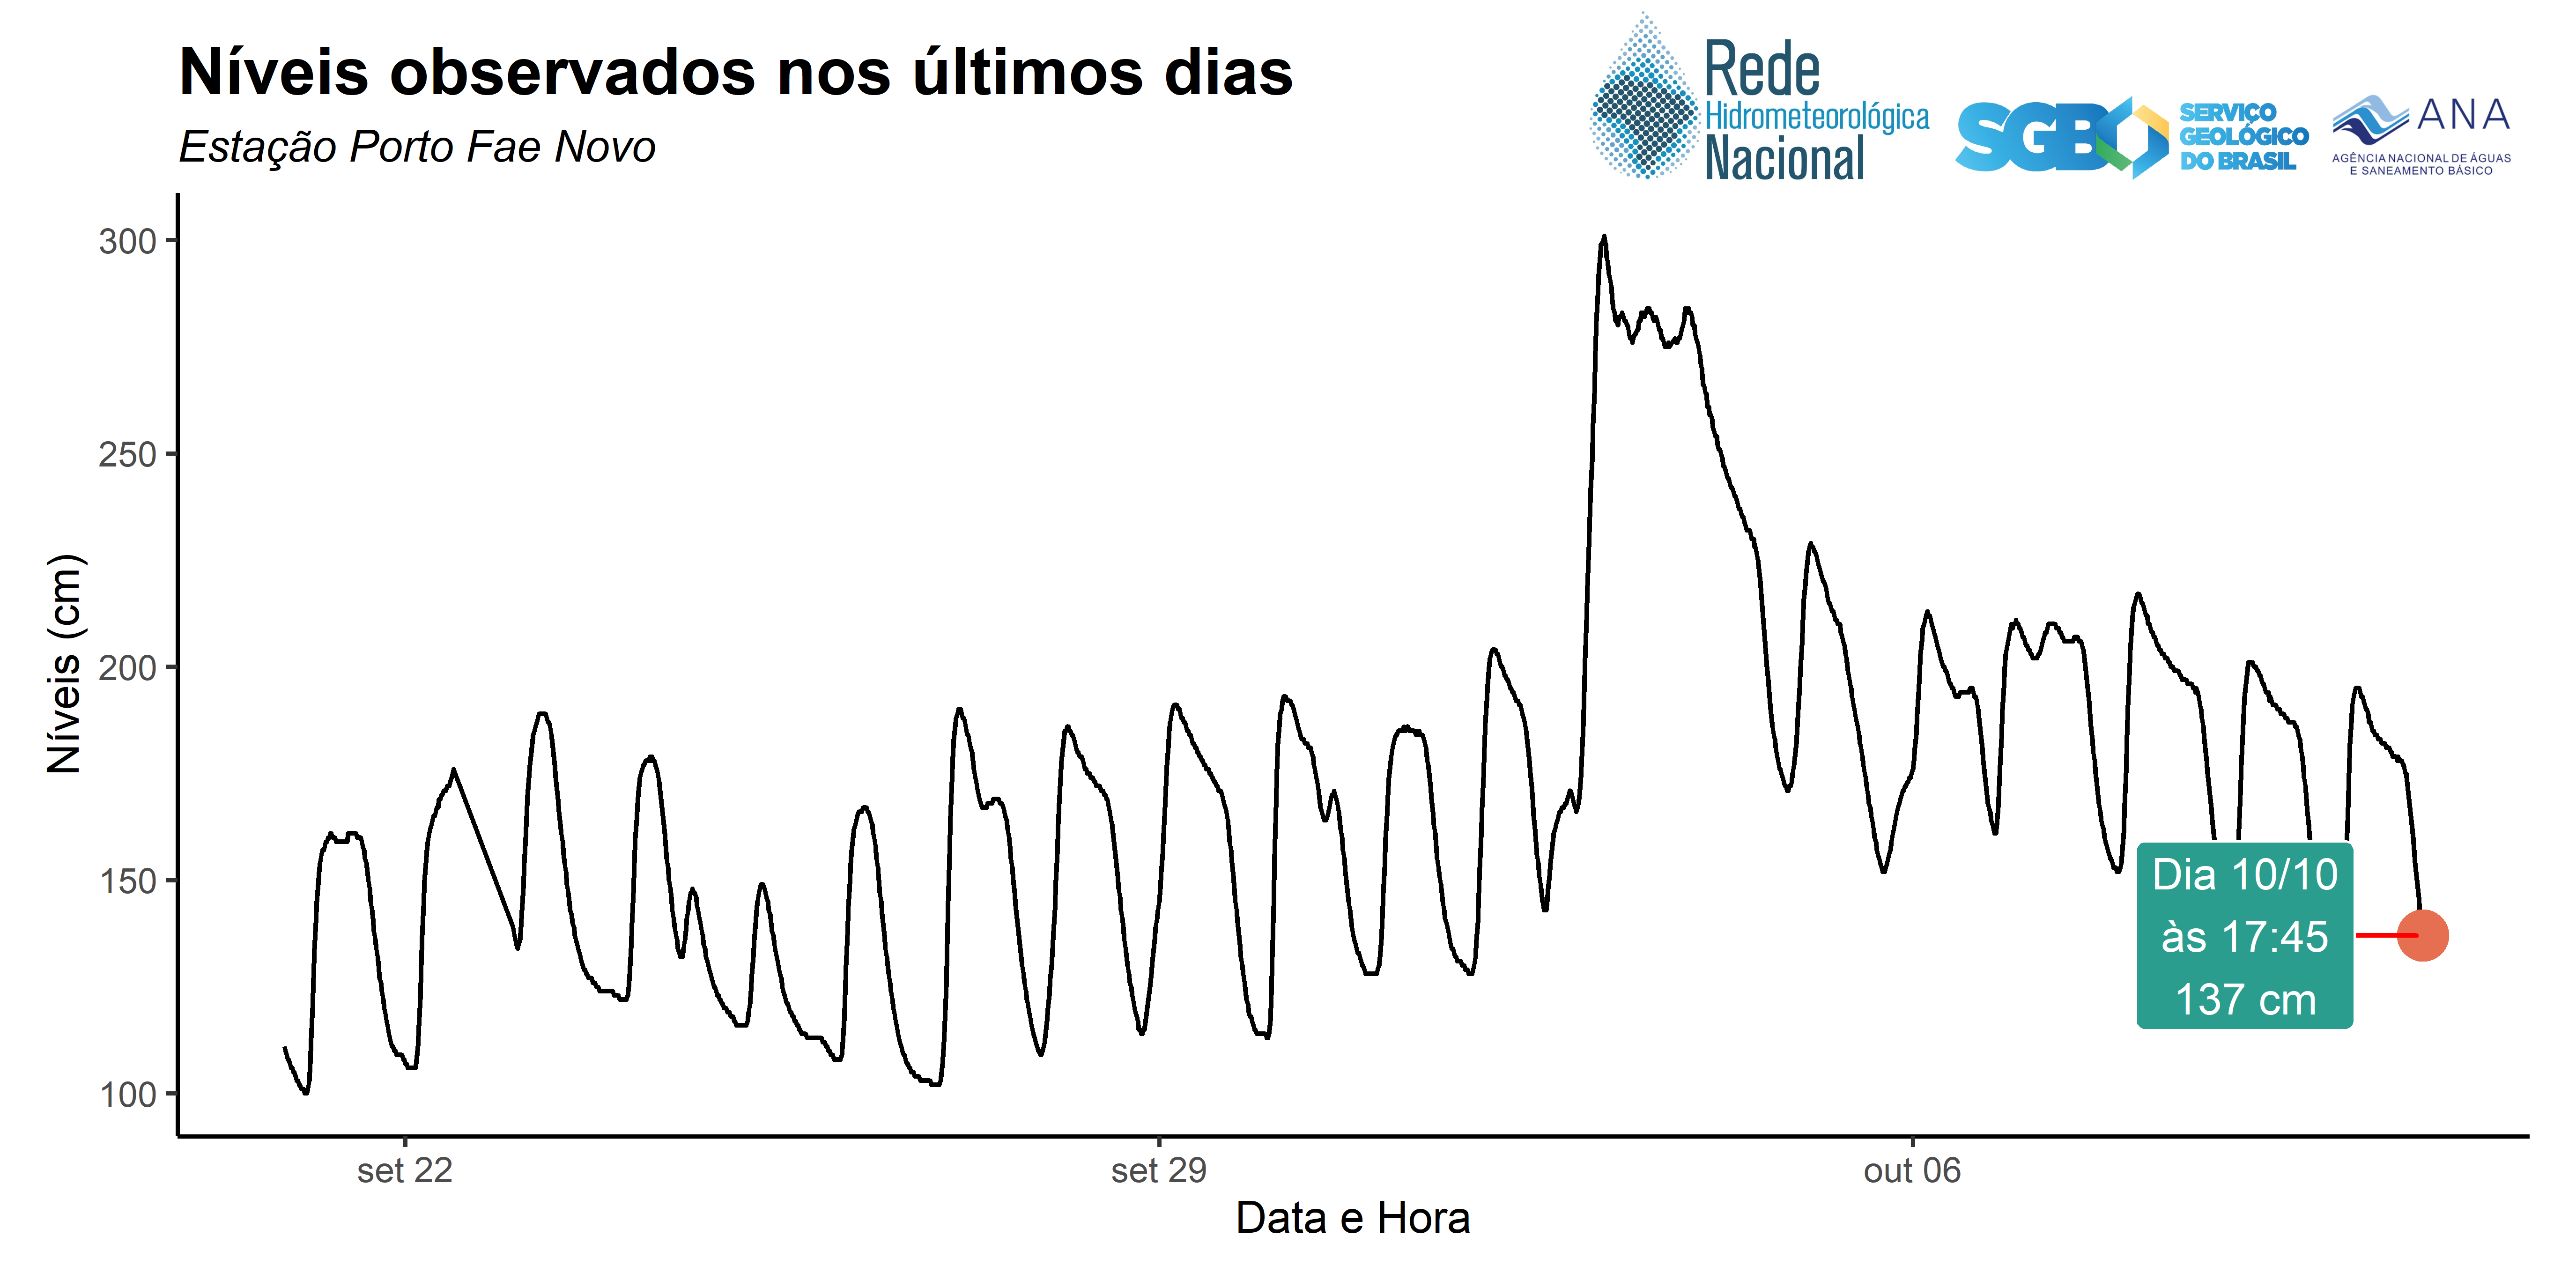 Níveis observados nos últimos dias
Estação Porto Fae Novo
Rede
Hidrometeorológica
Nacional
SGB
SERVIÇO
GEOLÓGICO
DO BRASIL
ANA
AGÊNCIA NACIONAL DE ÁGUAS
E SANEAMENTO BÁSICO
Níveis (cm)
300
250
200
150
100
Dia 10/10
às 17:45
137 cm
set 22
set 29
out 06
Data e Hora